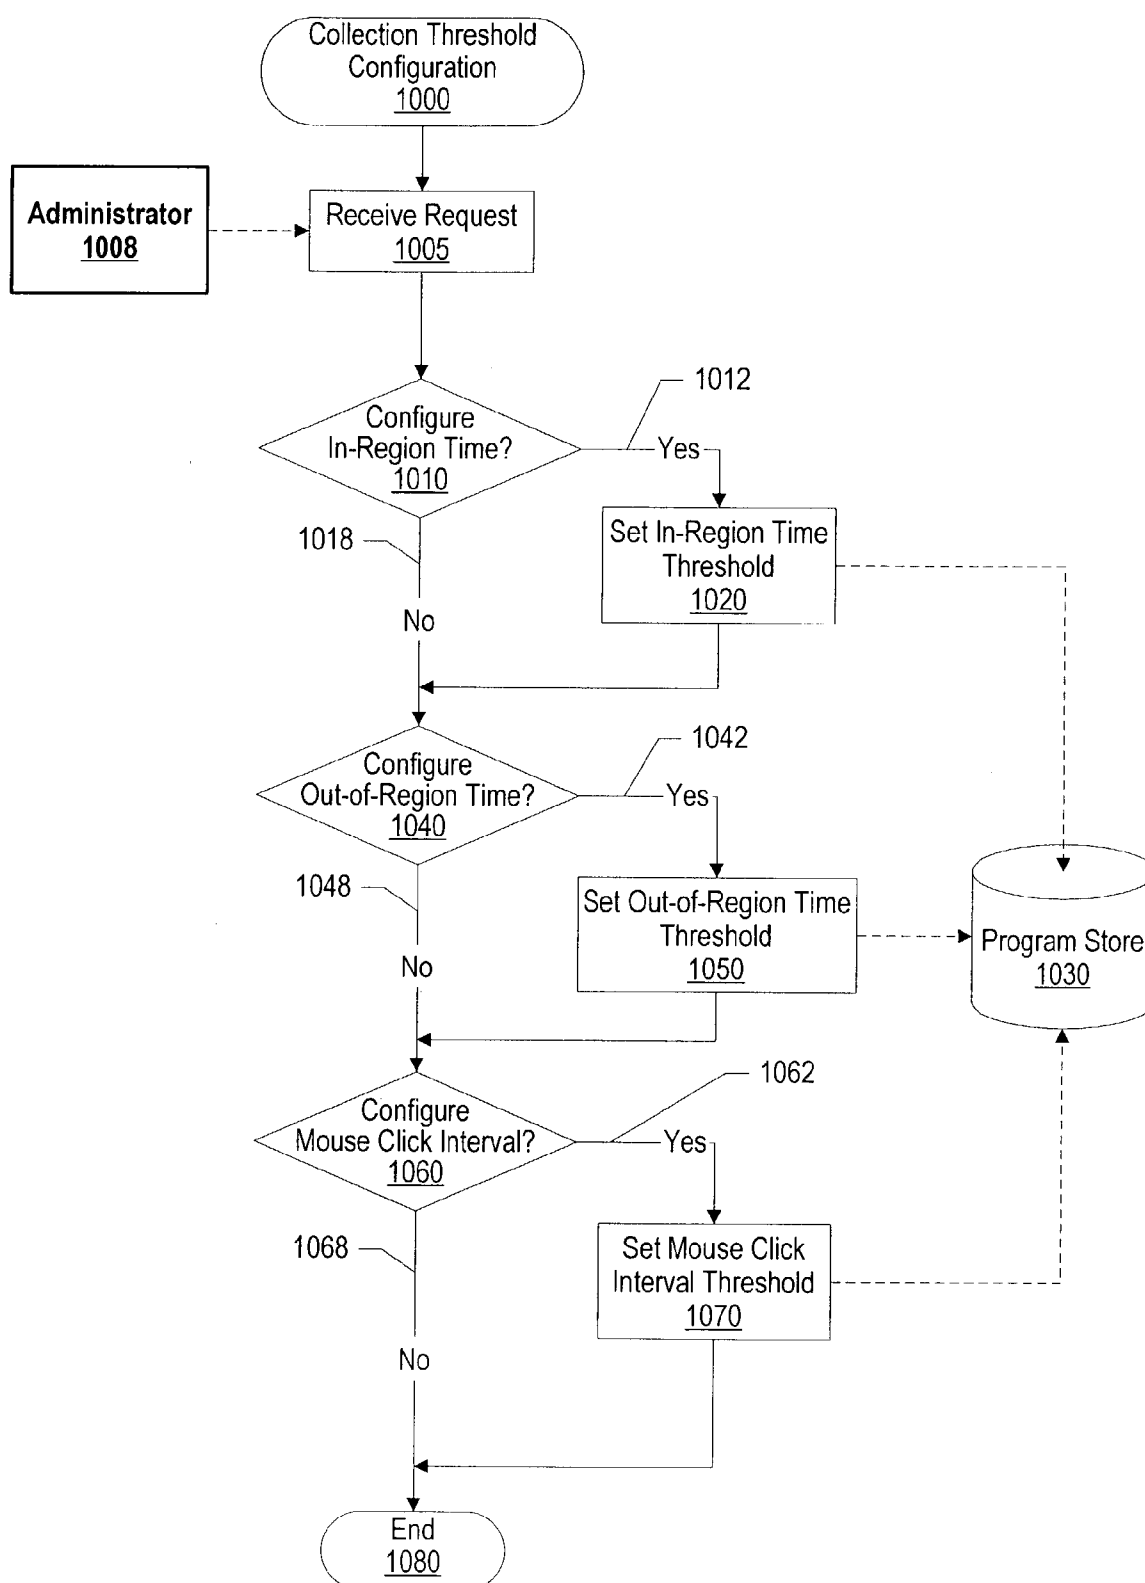 Collection Threshold
Configuration
1000
Administrator
1008
Receive Request
1005
1012
Configure
In-Region Time?
1010
Yes
1018
Set In-Region Time
Threshold
1020
No
1042
Configure
Out-of-Region Time?
1040
Yes
1048
Set Out-of-Region Time
Threshold
1050
Program Store
1030
No
1062
Configure
Mouse Click Interval?
1060
Yes
1068
Set Mouse Click
Interval Threshold
1070
No
End
1080